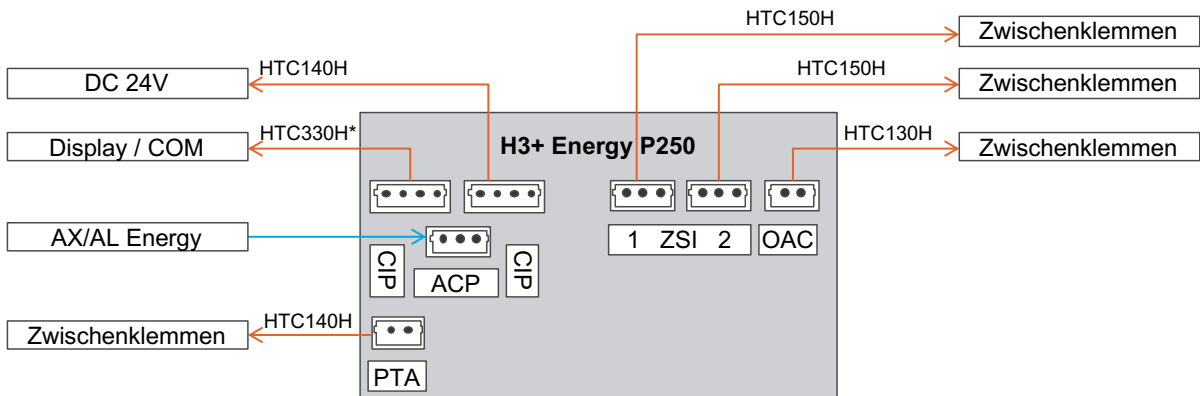 HTC150H
Zwischenklemmen
HTC140H
HTC150H
DC 24V
Zwischenklemmen
HTC330H*
HTC130H
Display / COM
H3+ Energy P250
Zwischenklemmen
AX/AL Energy
1 ZSI 2
OAC
CIP
ACP
CIP
Zwischenklemmen
HTC140H
PTA